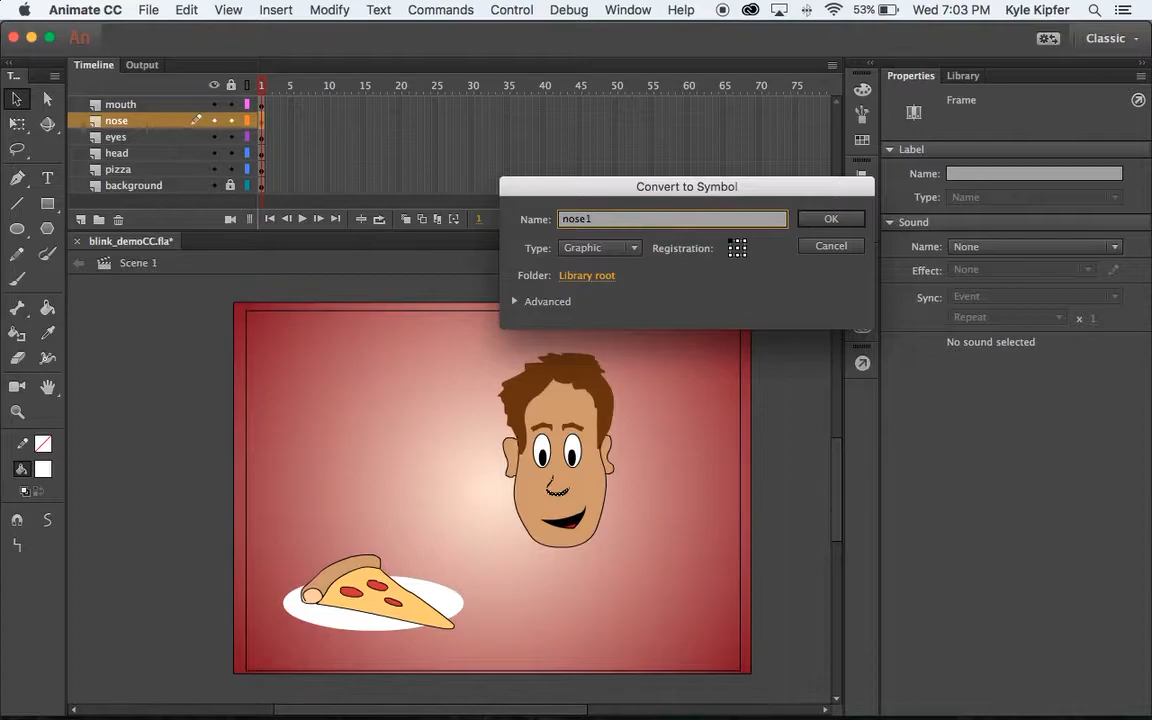 Animate CC File Edit View Insert Modify Text Commands Control Debug Window Help 53% Wed 7:03 PM Kyle Kipfer
An Classic
Timeline Output
T...
Properties Library
1 5 10 15 20 25 30 35 40 45 50 55 60 65 70 75
mouth
nose
eyes
head
pizza
background
1
Frame
Label
Name:
Type: Name
Sound
Name: None
Effect: None
Sync: Event
Repeat x 1
No sound selected
Convert to Symbol
Name: nose1 OK
Type: Graphic Registration: Cancel
Folder: Library root
Advanced
× blink_demoCC.fla*
Scene 1